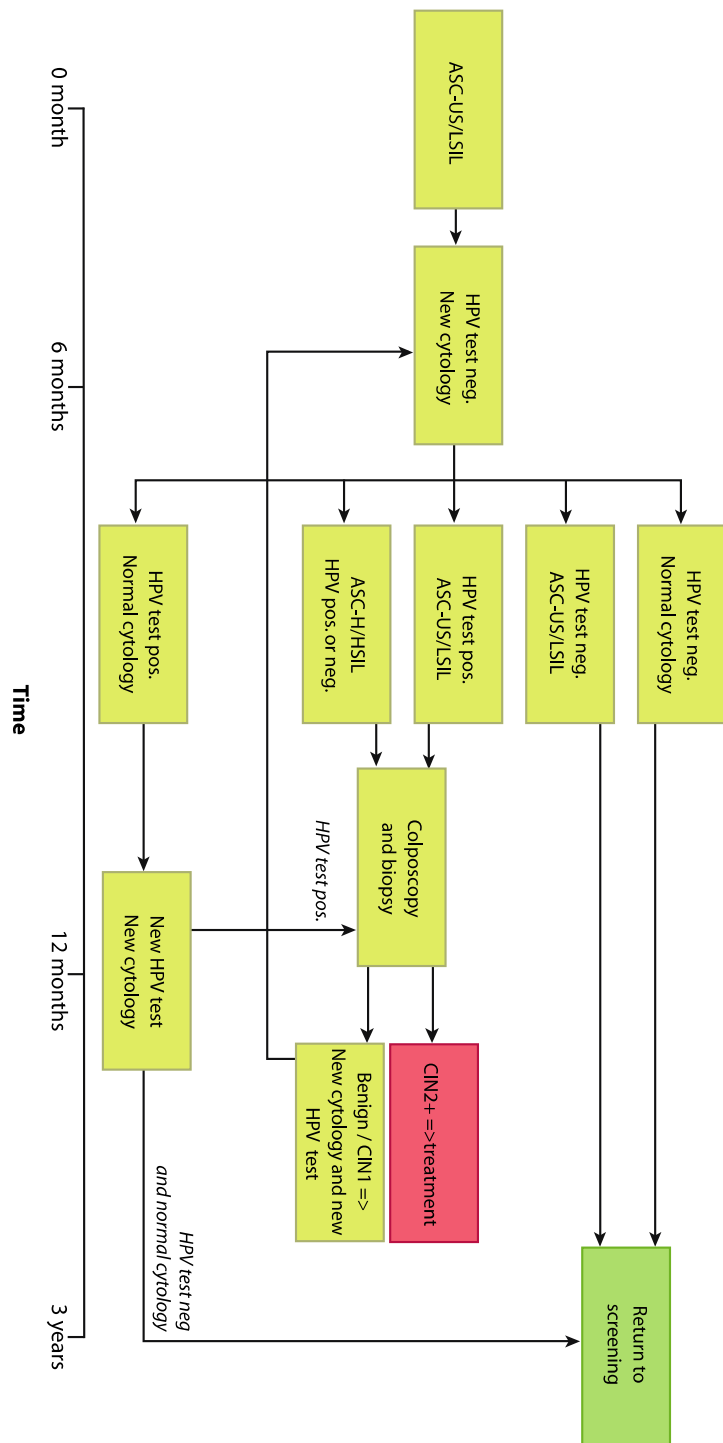 ASC-US/LSIL
HPV test neg.
New cytology
HPV test neg.
Normal cytology
HPV test neg.
ASC-US/LSIL
HPV test pos.
ASC-US/LSIL
ASC-H/HSIL
HPV pos. or neg.
HPV test pos.
Normal cytology
Colposcopy
and biopsy
HPV test pos.
New HPV test
New cytology
CIN2+ =>treatment
Benign / CIN1 =>
New cytology and new
HPV test
HPV test neg
and normal cytology
Return to
screening
0 month
6 months
12 months
3 years
Time